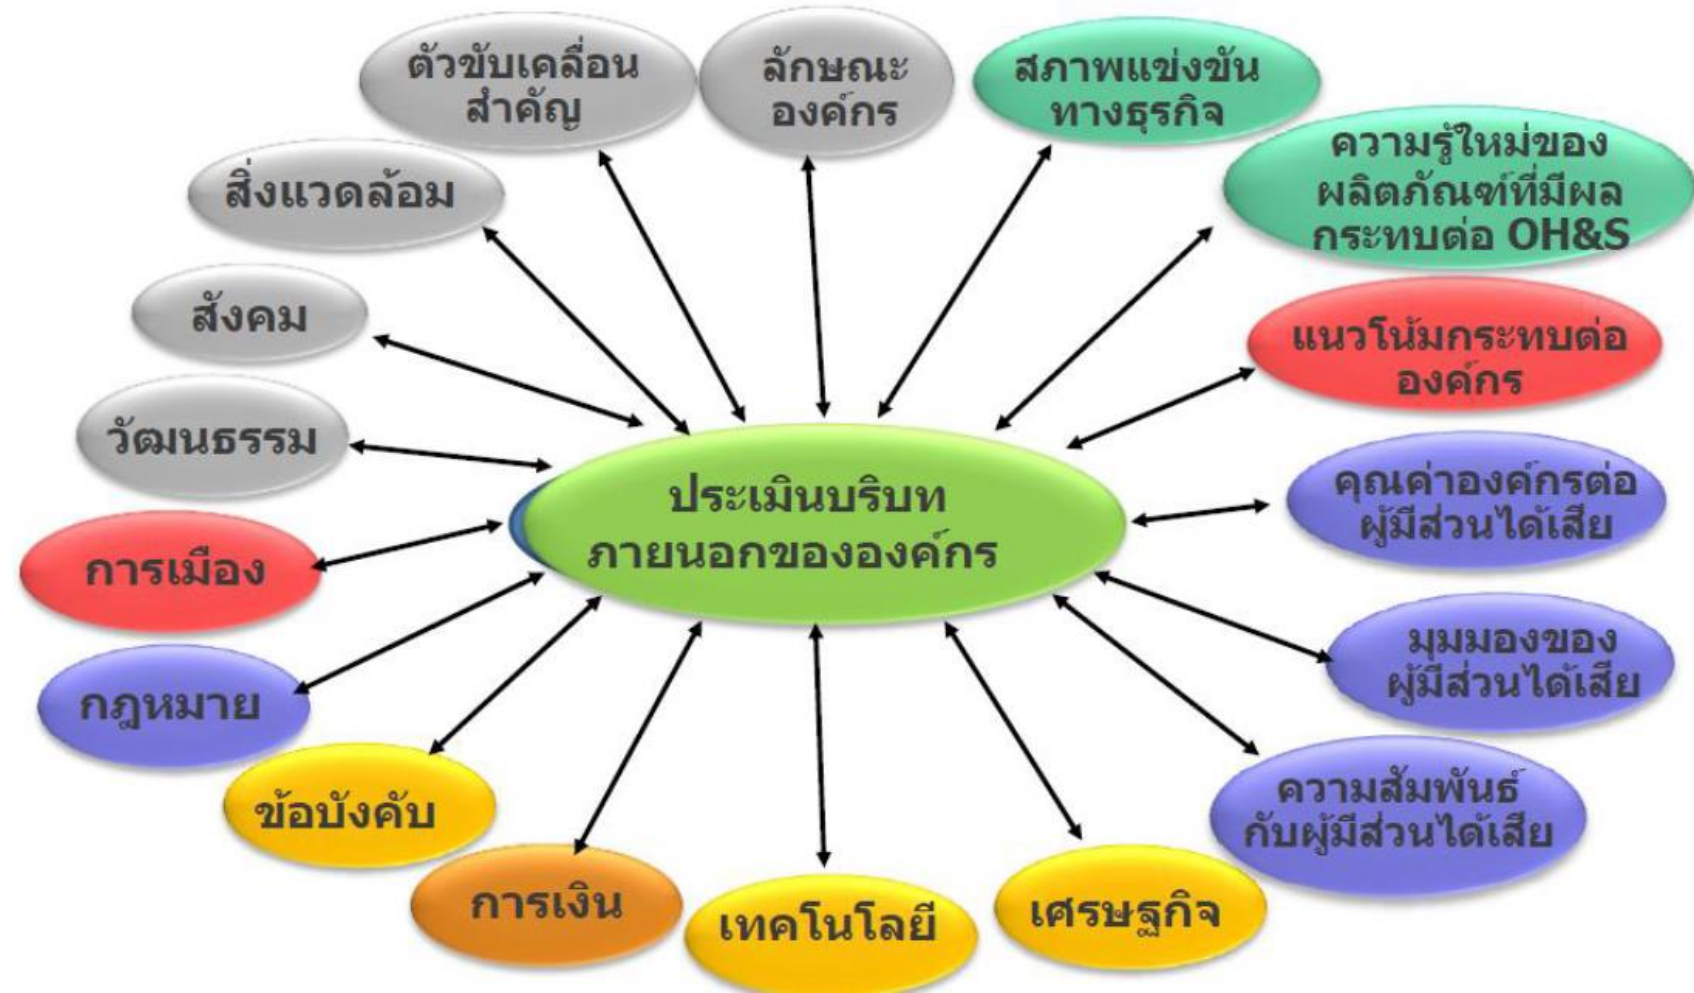 ตัวขับเคลื่อน
สำคัญ
ลักษณะ
องค์กร
สภาพแข่งขัน
ทางธุรกิจ
ความรู้ใหม่ของ
ผลิตภัณฑ์ที่มีผล
กระทบต่อ OH&S
สิ่งแวดล้อม
สังคม
แนวโน้มกระทบต่อ
องค์กร
วัฒนธรรม
ประเมินบริบท
ภายนอกขององค์กร
คุณค่าองค์กรต่อ
ผู้มีส่วนได้เสีย
การเมือง
มุมมองของ
ผู้มีส่วนได้เสีย
กฎหมาย
ความสัมพันธ์
กับผู้มีส่วนได้เสีย
ข้อบังคับ
การเงิน
เทคโนโลยี
เศรษฐกิจ